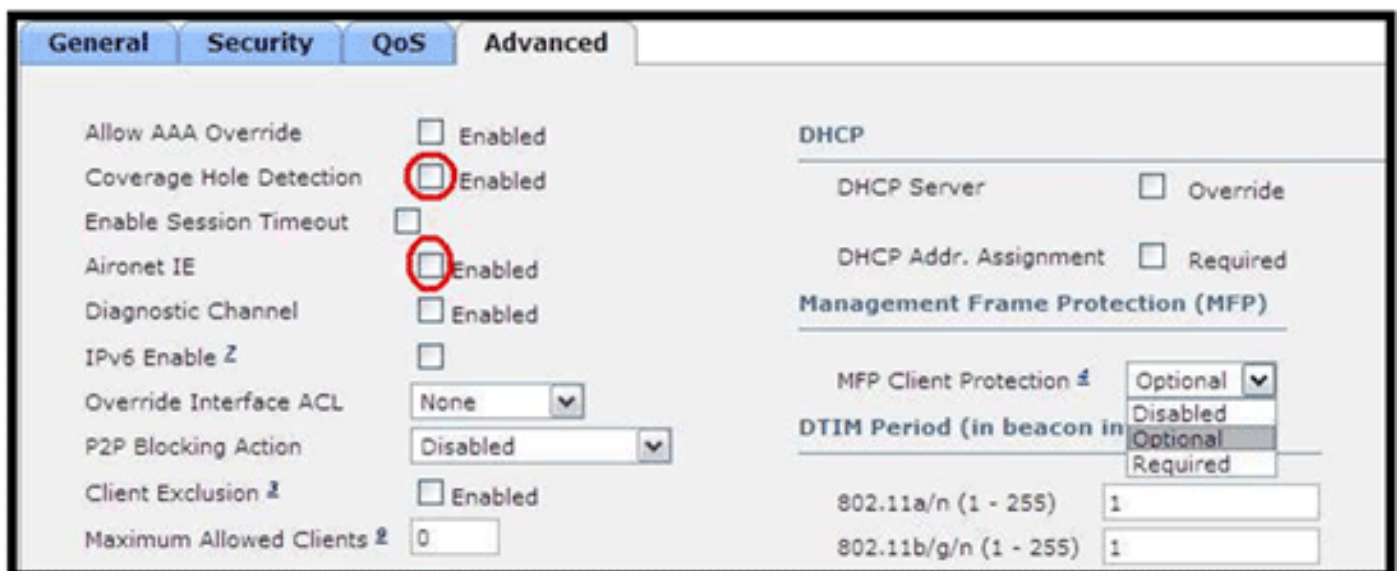 General Security QoS Advanced
Allow AAA Override Enabled
Coverage Hole Detection Enabled
Enable Session Timeout
Aironet IE Enabled
Diagnostic Channel Enabled
IPv6 Enable 7
Override Interface ACL None
P2P Blocking Action Disabled
Client Exclusion 3 Enabled
Maximum Allowed Clients 0
DHCP
DHCP Server Override
DHCP Addr. Assignment Required
Management Frame Protection (MFP)
MFP Client Protection 4 Optional
Disabled
Optional
Required
DTIM Period (in beacon in
802.11a/n (1 - 255) 1
802.11b/g/n (1 - 255) 1